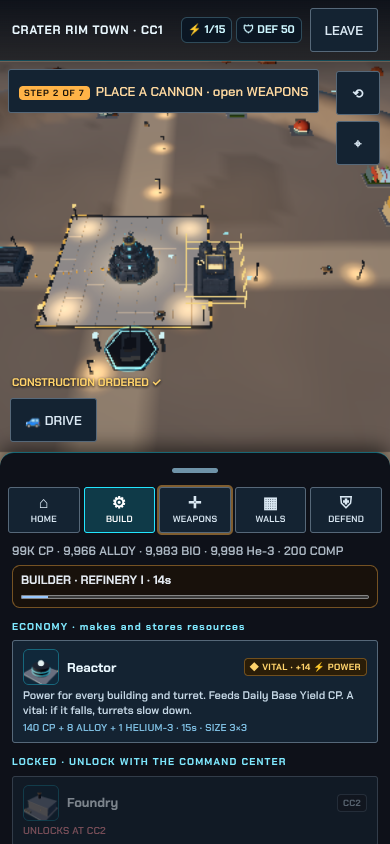 CRATER RIM TOWN · CC1
⚡ 1/15
🛡 DEF 50
LEAVE
STEP 2 OF 7 PLACE A CANNON · open WEAPONS
CONSTRUCTION ORDERED ✓
🚙 DRIVE
HOME
BUILD
WEAPONS
WALLS
DEFEND
99K CP · 9,966 ALLOY · 9,983 BIO · 9,998 He-3 · 200 COMP
BUILDER · REFINERY I · 14s
ECONOMY · makes and stores resources
Reactor
◆ VITAL · +14 ⚡ POWER
Power for every building and turret. Feeds Daily Base Yield CP. A
vital: if it falls, turrets slow down.
140 CP + 8 ALLOY + 1 HELIUM-3 · 15s · SIZE 3×3
LOCKED · UNLOCK WITH THE COMMAND CENTER
Foundry
CC2
UNLOCKS AT CC2